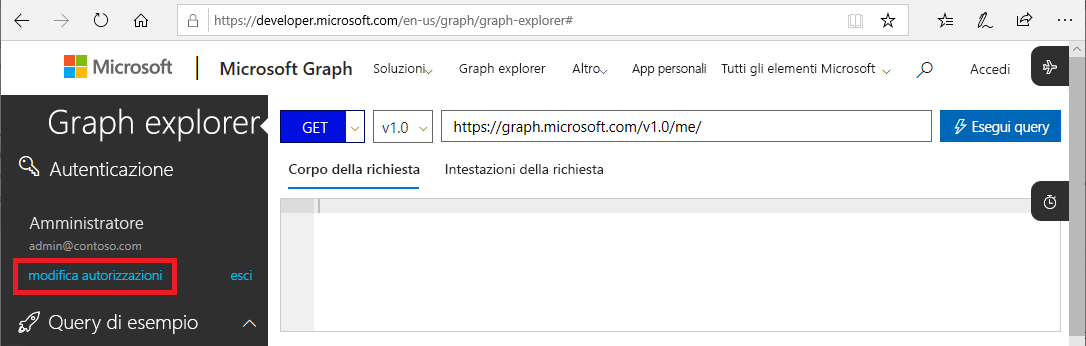 https://developer.microsoft.com/en-us/graph/graph-explorer#
Microsoft
Microsoft Graph
Soluzioni
Graph explorer
Altro
App personali
Tutti gli elementi Microsoft
Accedi
Graph explorer
Autenticazione
Amministratore
admin@contoso.com
modifica autorizzazioni
esci
Query di esempio
GET
v1.0
https://graph.microsoft.com/v1.0/me/
Esegui query
Corpo della richiesta
Intestazioni della richiesta